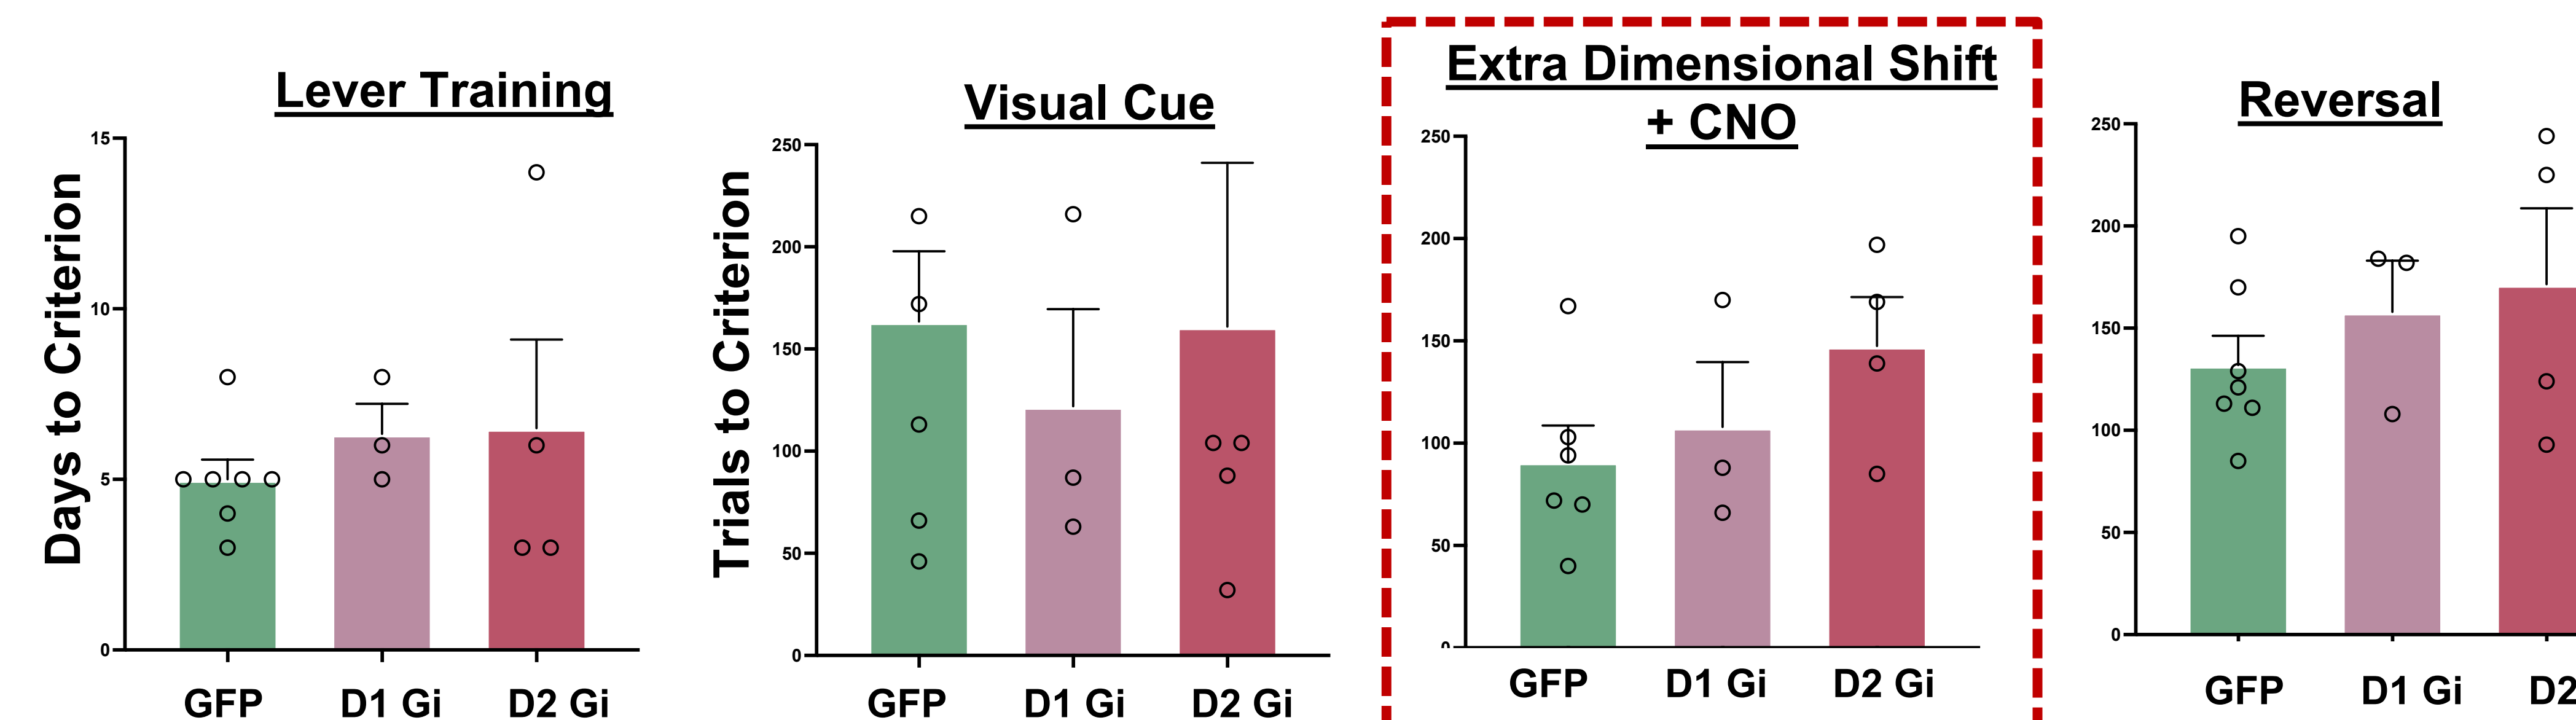 Lever Training
Days to Criterion
15
10
5
0
GFP D1 Gi D2 Gi
Visual Cue
Trials to Criterion
250
200
150
100
50
0
GFP D1 Gi D2 Gi
Extra Dimensional Shift
+ CNO
250
200
150
100
50
0
GFP D1 Gi D2 Gi
Reversal
250
200
150
100
50
0
GFP D1 Gi D2